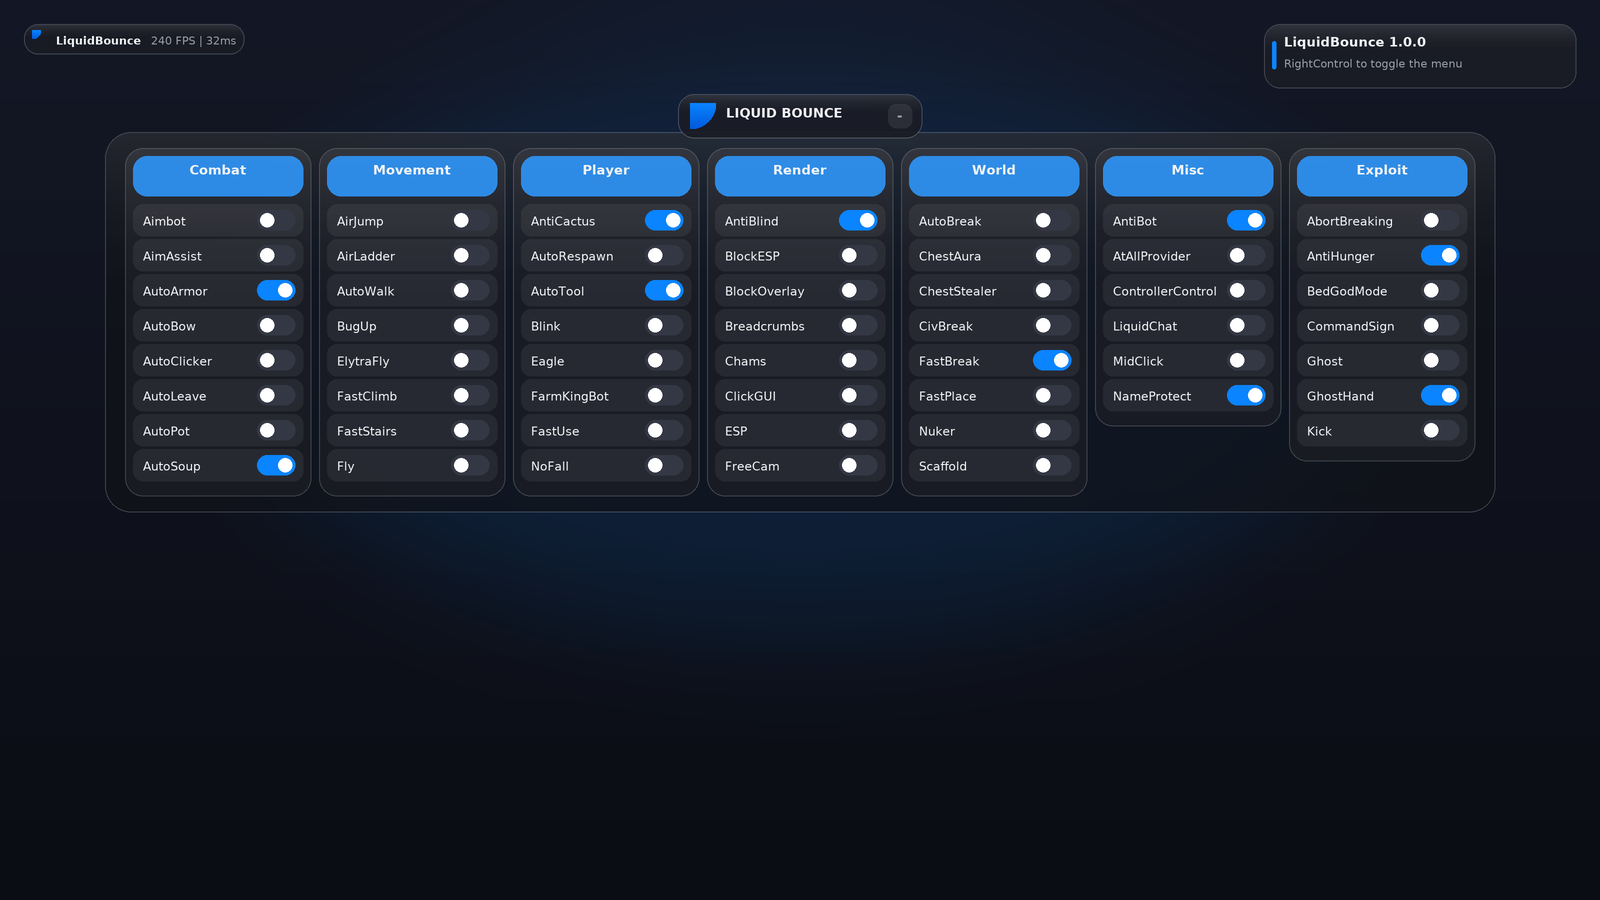 LiquidBounce 240 FPS | 32ms
LiquidBounce 1.0.0
RightControl to toggle the menu
LIQUID BOUNCE -
Combat
Aimbot
AimAssist
AutoArmor
AutoBow
AutoClicker
AutoLeave
AutoPot
AutoSoup
Movement
AirJump
AirLadder
AutoWalk
BugUp
ElytraFly
FastClimb
FastStairs
Fly
Player
AntiCactus
AutoRespawn
AutoTool
Blink
Eagle
FarmKingBot
FastUse
NoFall
Render
AntiBlind
BlockESP
BlockOverlay
Breadcrumbs
Chams
ClickGUI
ESP
FreeCam
World
AutoBreak
ChestAura
ChestStealer
CivBreak
FastBreak
FastPlace
Nuker
Scaffold
Misc
AntiBot
AtAllProvider
ControllerControl
LiquidChat
MidClick
NameProtect
Exploit
AbortBreaking
AntiHunger
BedGodMode
CommandSign
Ghost
GhostHand
Kick